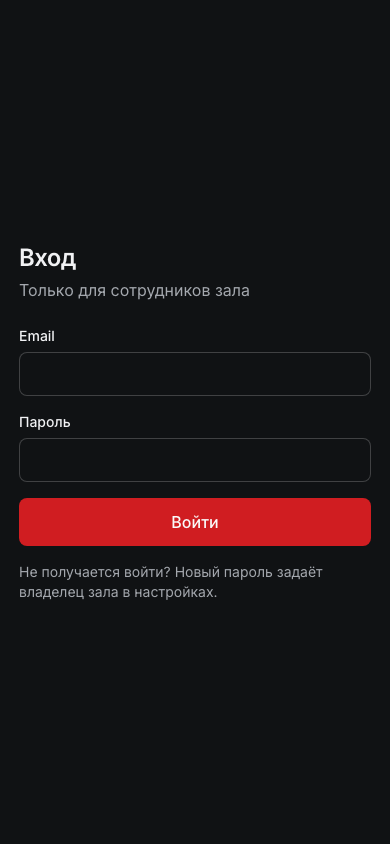 Вход
Только для сотрудников зала
Email
Пароль
Войти
Не получается войти? Новый пароль задаёт
владелец зала в настройках.